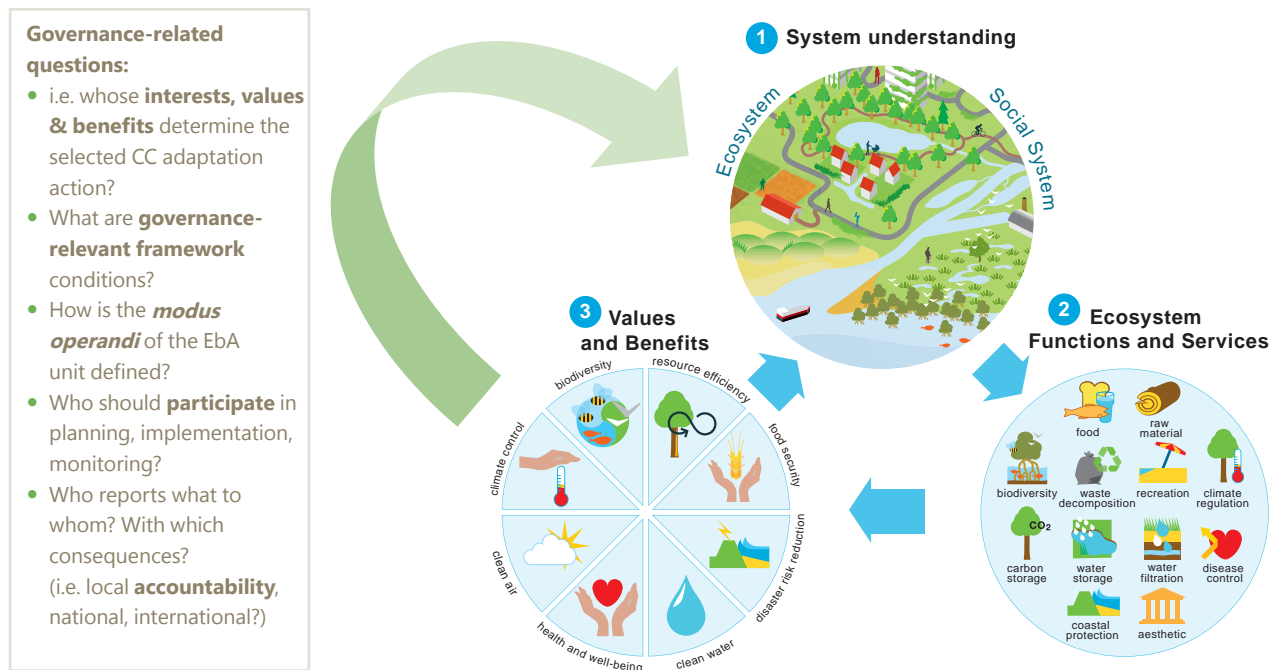 Governance-related
questions:
• i.e. whose interests, values
& benefits determine the
selected CC adaptation
action?
• What are governance-
relevant framework
conditions?
• How is the modus
operandi of the EbA
unit defined?
• Who should participate in
planning, implementation,
monitoring?
• Who reports what to
whom? With which
consequences?
(i.e. local accountability,
national, international?)
1 System understanding
Ecosystem
Social System
2 Ecosystem
Functions and Services
food
raw
material
biodiversity
waste
decomposition
recreation
climate
regulation
CO2
carbon
storage
water
storage
water
filtration
disease
control
coastal
protection
aesthetic
3 Values
and Benefits
biodiversity
resource efficiency
food security
disaster risk reduction
clean water
health and well-being
clean air
climate control